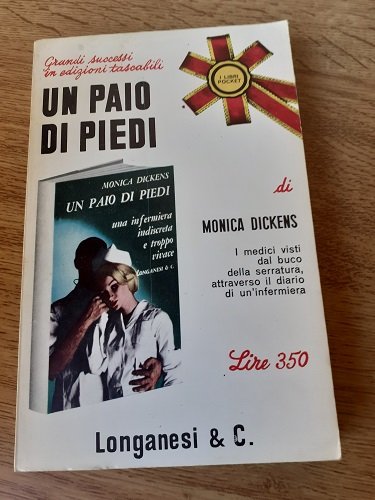 Grandi successi
in edizioni tascabili
I LIBRI
POCKET
UN PAIO
DI PIEDI
di
MONICA DICKENS
I medici visti
dal buco
della serratura,
attraverso il diario
di un'infermiera
MONICA DICKENS
UN PAIO DI PIEDI
una infermiera
indiscreta
e troppo
vivace
LONGANESI & C.
Lire 350
Longanesi & C.